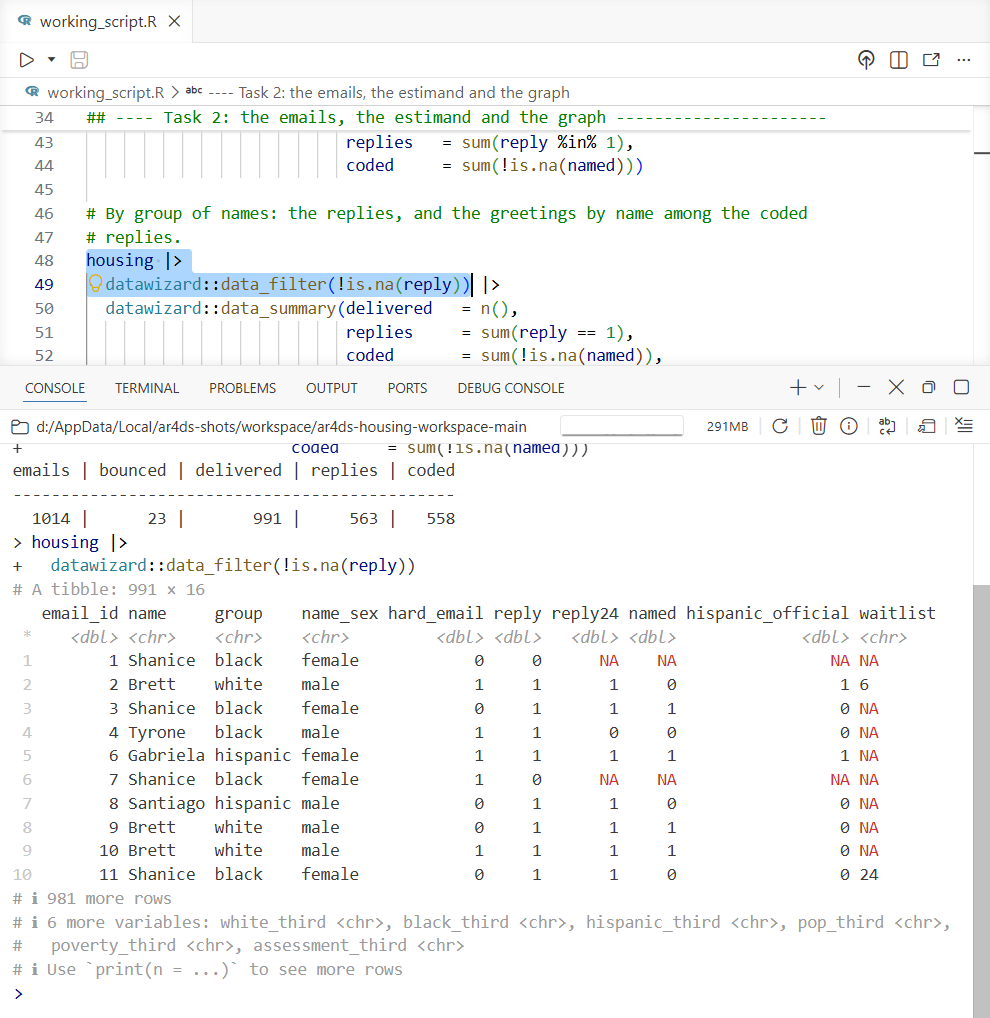 working_script.R
working_script.R > abc ---- Task 2: the emails, the estimand and the graph
34 ## ---- Task 2: the emails, the estimand and the graph ----------------------
43 replies   = sum(reply %in% 1),
44 coded     = sum(!is.na(named)))
45
46 # By group of names: the replies, and the greetings by name among the coded
47 # replies.
48 housing |>
49   datawizard::data_filter(!is.na(reply)) |>
50   datawizard::data_summary(delivered   = n(),
51 replies     = sum(reply == 1),
52 coded       = sum(!is.na(named)),
CONSOLE TERMINAL PROBLEMS OUTPUT PORTS DEBUG CONSOLE
d:/AppData/Local/ar4ds-shots/workspace/ar4ds-housing-workspace-main 291MB
+                             coded     = sum(!is.na(named)))
emails | bounced | delivered | replies | coded
----------------------------------------------
  1014 |      23 |       991 |     563 |   558
> housing |>
+   datawizard::data_filter(!is.na(reply))
# A tibble: 991 × 16
   email_id name     group    name_sex hard_email reply reply24 named hispanic_official waitlist
 *    <dbl> <chr>    <chr>    <chr>         <dbl> <dbl>   <dbl> <dbl>             <dbl> <chr>
 1        1 Shanice  black    female            0     0      NA    NA                NA NA
 2        2 Brett    white    male              1     1       1     0                 1 6
 3        3 Shanice  black    female            0     1       1     1                 0 NA
 4        4 Tyrone   black    male              1     1       0     0                 0 NA
 5        6 Gabriela hispanic female            1     1       1     1                 1 NA
 6        7 Shanice  black    female            1     0      NA    NA                NA NA
 7        8 Santiago hispanic male              0     1       1     0                 0 NA
 8        9 Brett    white    male              0     1       1     1                 0 NA
 9       10 Brett    white    male              1     1       1     1                 0 NA
10       11 Shanice  black    female            0     1       1     0                 0 24
# ℹ 981 more rows
# ℹ 6 more variables: white_third <chr>, black_third <chr>, hispanic_third <chr>, pop_third <chr>,
#   poverty_third <chr>, assessment_third <chr>
# ℹ Use `print(n = ...)` to see more rows
>